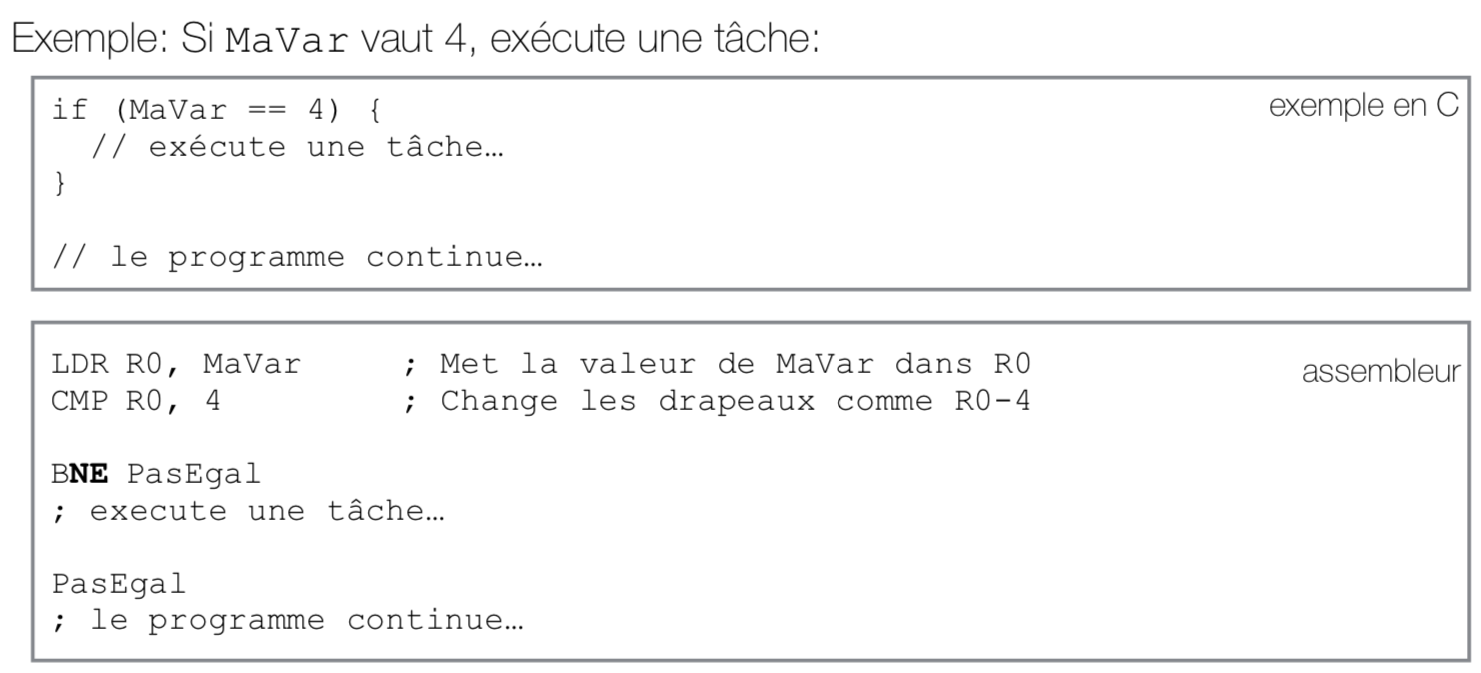 Exemple: Si MaVar vaut 4, exécute une tâche:
if (MaVar == 4) { exemple en C
// exécute une tâche…
}
// le programme continue…
LDR R0, MaVar ; Met la valeur de MaVar dans R0
assembleur
CMP R0, 4 ; Change les drapeaux comme R0-4
BNE PasEgal
; execute une tâche…
PasEgal
; le programme continue…